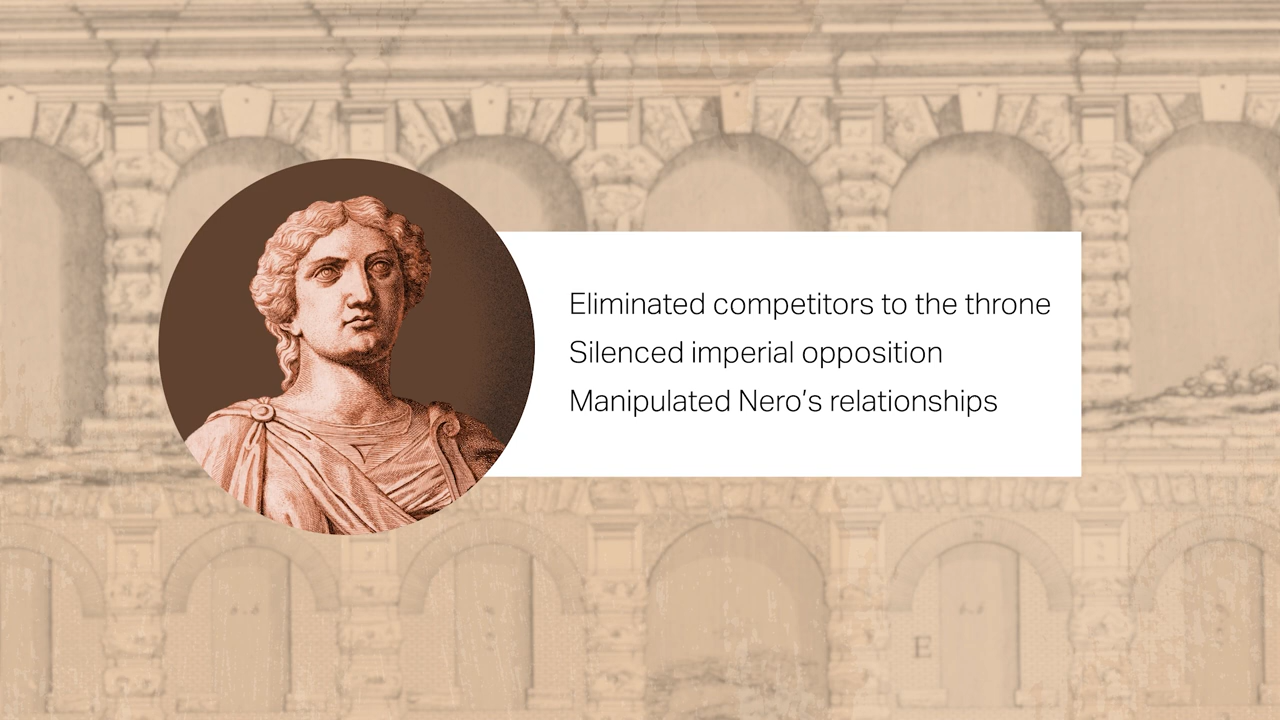 Eliminated competitors to the throne
Silenced imperial opposition
Manipulated Nero’s relationships
E